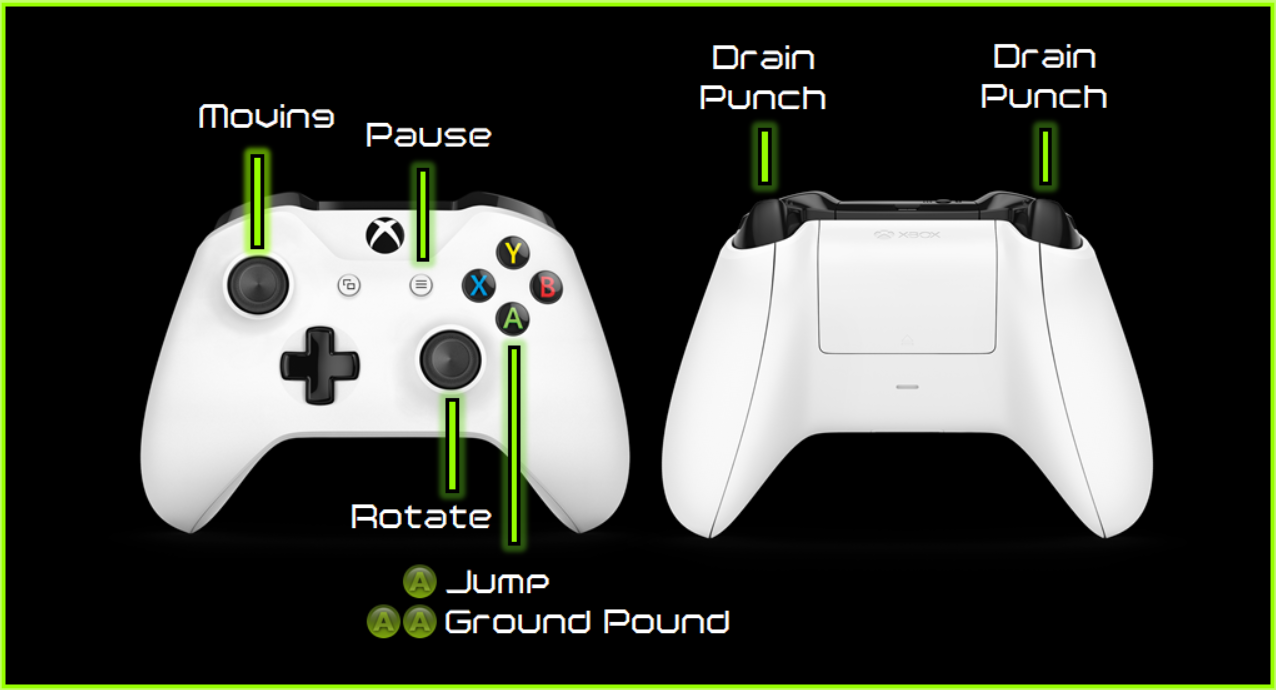 Drain
Punch
Drain
Punch
Moving
Pause
XBOX
Y
X
B
A
Rotate
A Jump
A A Ground Pound